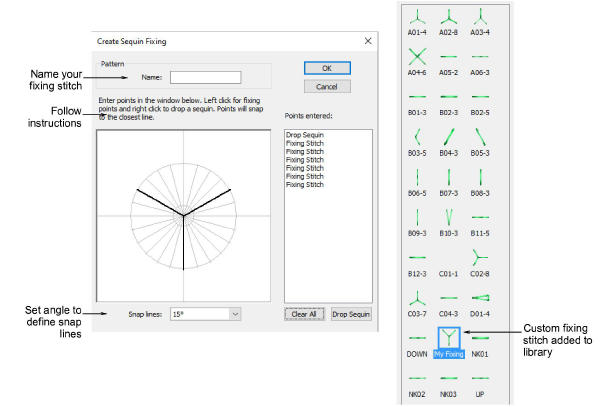 Create Sequin Fixing
Pattern
Name:
OK
Cancel
Enter points in the window below. Left click for fixing
points and right click to drop a sequin. Points will snap
to the closest line.
Points entered:
Drop Sequin
Fixing Stitch
Fixing Stitch
Fixing Stitch
Fixing Stitch
Fixing Stitch
Fixing Stitch
Snap lines:
15°
Clear All
Drop Sequin
Name your
fixing stitch
Follow
instructions
Set angle to
define snap
lines
A01-4 A02-8 A03-4
A04-6 A05-2 A06-3
B01-3 B02-3 B02-5
B03-5 B04-3 B05-3
B06-5 B07-3 B08-3
B09-3 B10-3 B11-5
B12-3 C01-1 C02-8
C03-7 C04-3 D01-4
DOWN My Fixing NK01
NK02 NK03 UP
Custom fixing
stitch added to
library